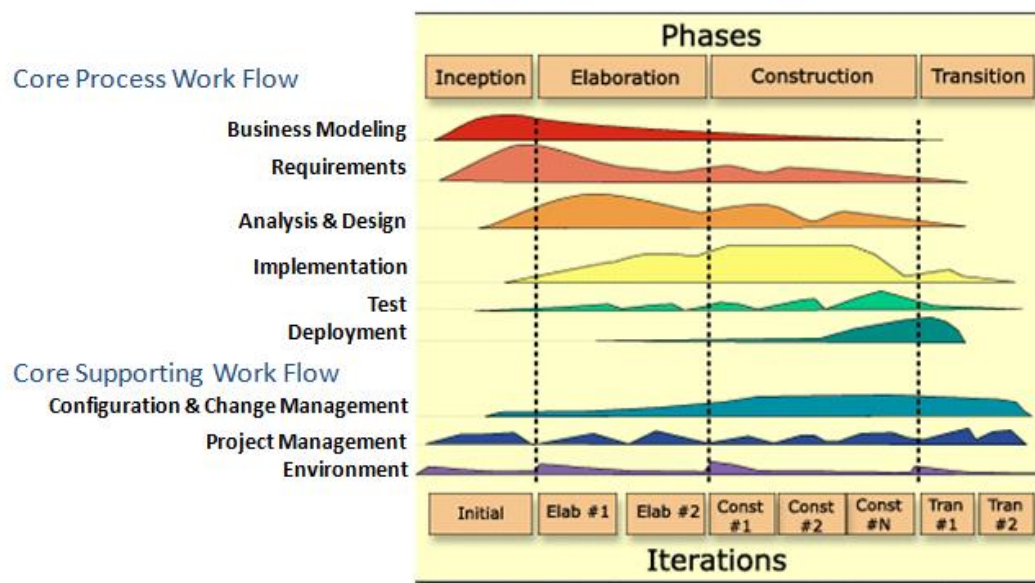 Phases
Core Process Work Flow
Inception
Elaboration
Construction
Transition
Business Modeling
Requirements
Analysis & Design
Implementation
Test
Deployment
Core Supporting Work Flow
Configuration & Change Management
Project Management
Environment
Initial
Elab #1
Elab #2
Const
#1
Const
#2
Const
#N
Tran
#1
Tran
#2
Iterations